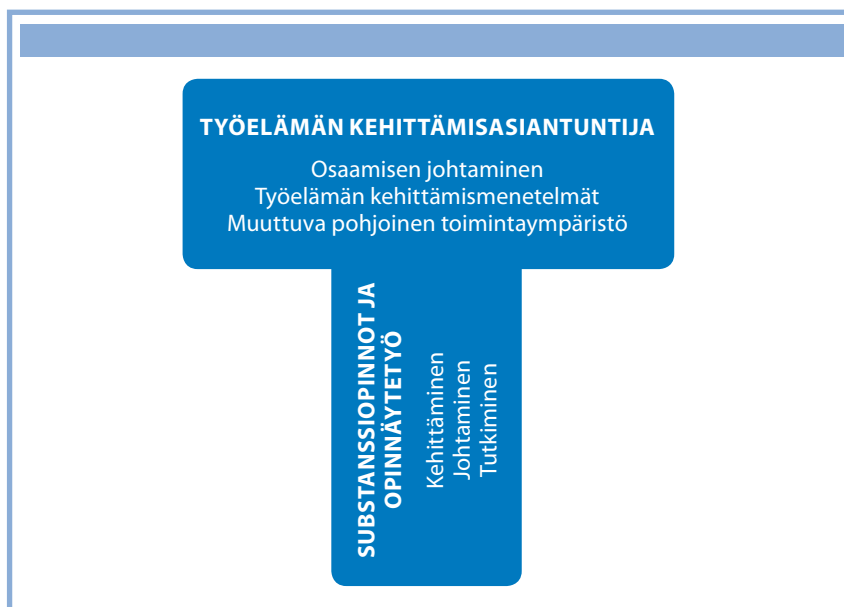 TYÖELÄMÄN KEHITTÄMISASIANTUNTIJA
Osaamisen johtaminen
Työelämän kehittämismenetelmät
Muuttuva pohjoinen toimintaympäristö
SUBSTANSSIOPINNOT JA
OPINNÄYTETYÖ
Kehittäminen
Johtaminen
Tutkiminen